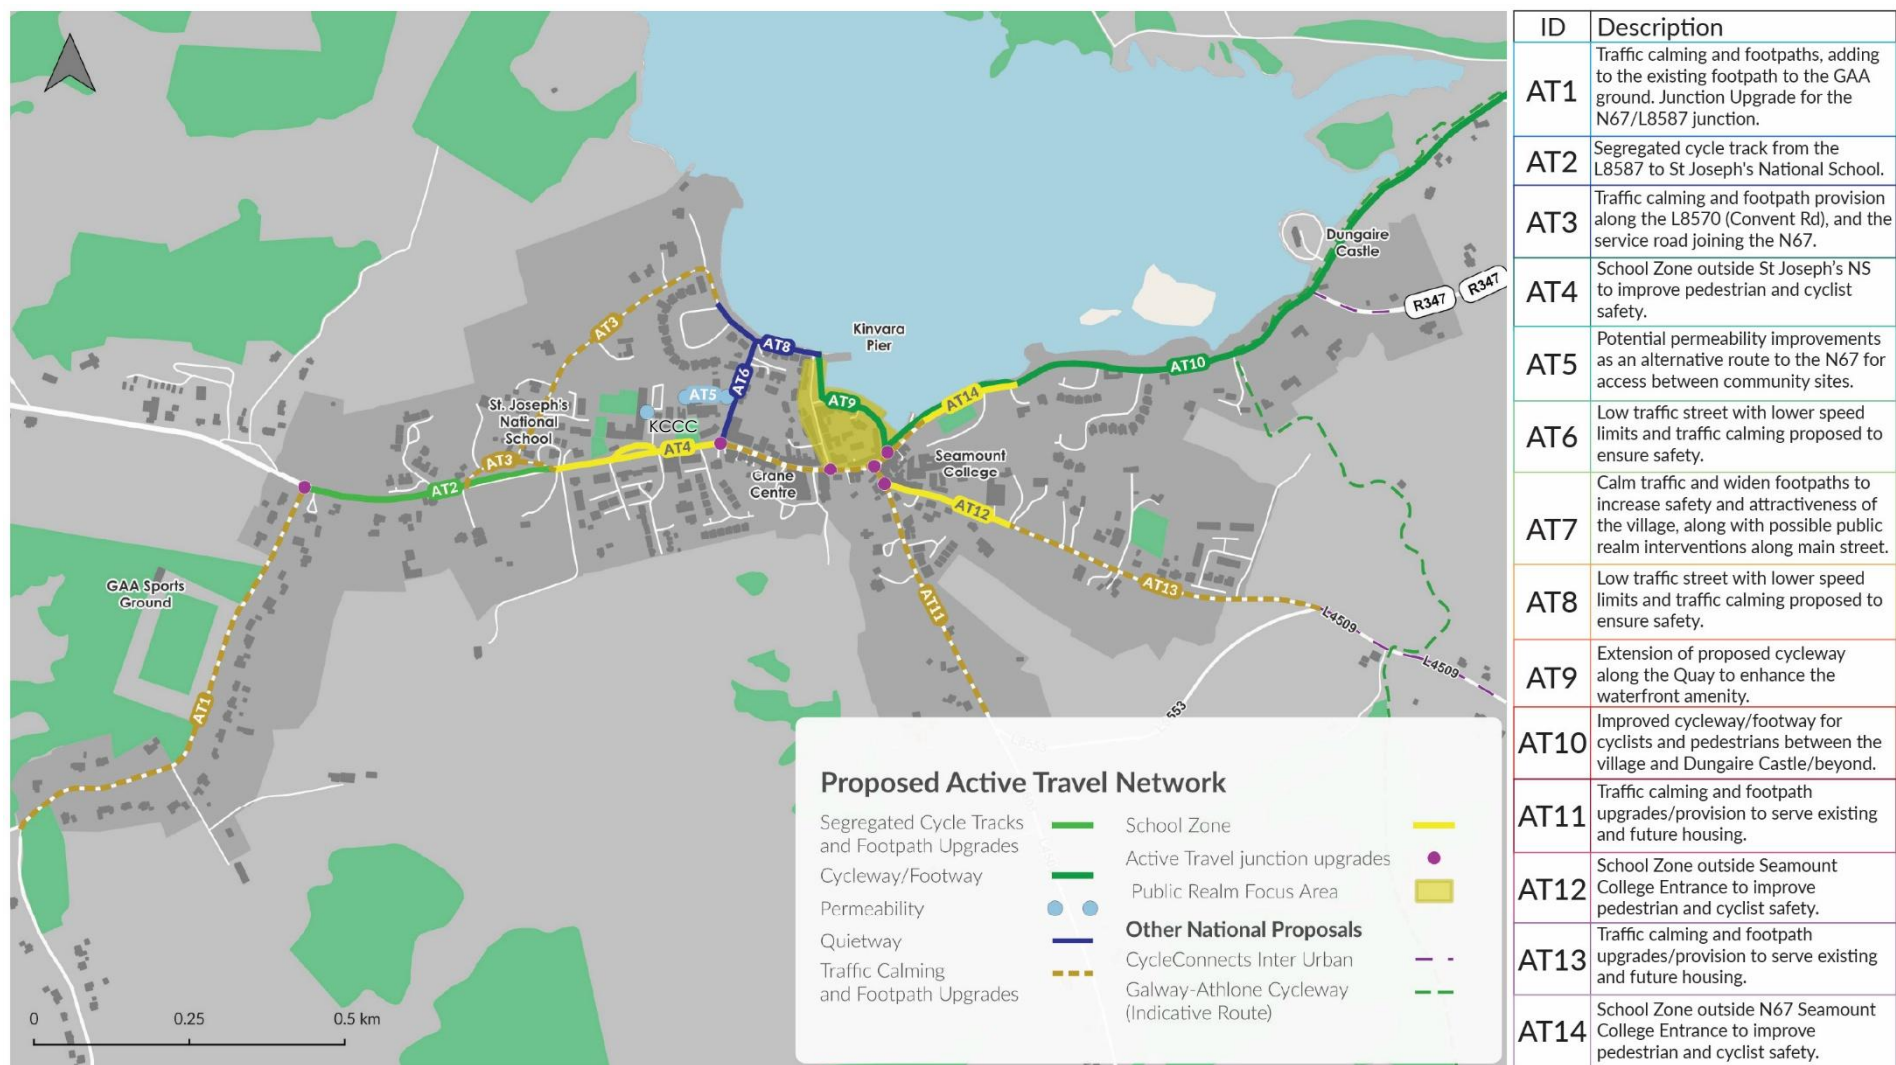 ID Description
AT1
Traffic calming and footpaths, adding
to the existing footpath to the GAA
ground. Junction Upgrade for the
N67/L8587 junction.
AT2
Segregated cycle track from the
L8587 to St Joseph's National School.
AT3
Traffic calming and footpath provision
along the L8570 (Convent Rd), and the
service road joining the N67.
AT4
School Zone outside St Joseph's NS
to improve pedestrian and cyclist
safety.
AT5
Potential permeability improvements
as an alternative route to the N67 for
access between community sites.
AT6
Low traffic street with lower speed
limits and traffic calming proposed to
ensure safety.
AT7
Calm traffic and widen footpaths to
increase safety and attractiveness of
the village, along with possible public
realm interventions along main street.
AT8
Low traffic street with lower speed
limits and traffic calming proposed to
ensure safety.
AT9
Extension of proposed cycleway
along the Quay to enhance the
waterfront amenity.
AT10
Improved cycleway/footway for
cyclists and pedestrians between the
village and Dungaire Castle/beyond.
AT11
Traffic calming and footpath
upgrades/provision to serve existing
and future housing.
AT12
School Zone outside Seamount
College Entrance to improve
pedestrian and cyclist safety.
AT13
Traffic calming and footpath
upgrades/provision to serve existing
and future housing.
AT14
School Zone outside N67 Seamount
College Entrance to improve
pedestrian and cyclist safety.
Dungaire
Castle
R347
R347
Kinvara
Pier
AT3
AT8
AT6
AT5
AT9
AT14
AT10
St. Joseph's
National
School
KCCC
AT4
AT3
AT2
Crane
Centre
Seamount
College
AT12
AT13
AT11
L4509
L4509
GAA Sports
Ground
AT1
553
Proposed Active Travel Network
Segregated Cycle Tracks
and Footpath Upgrades
Cycleway/Footway
Permeability
Quietway
Traffic Calming
and Footpath Upgrades
School Zone
Active Travel junction upgrades
Public Realm Focus Area
Other National Proposals
CycleConnects Inter Urban
Galway-Athlone Cycleway
(Indicative Route)
0 0.25 0.5 km